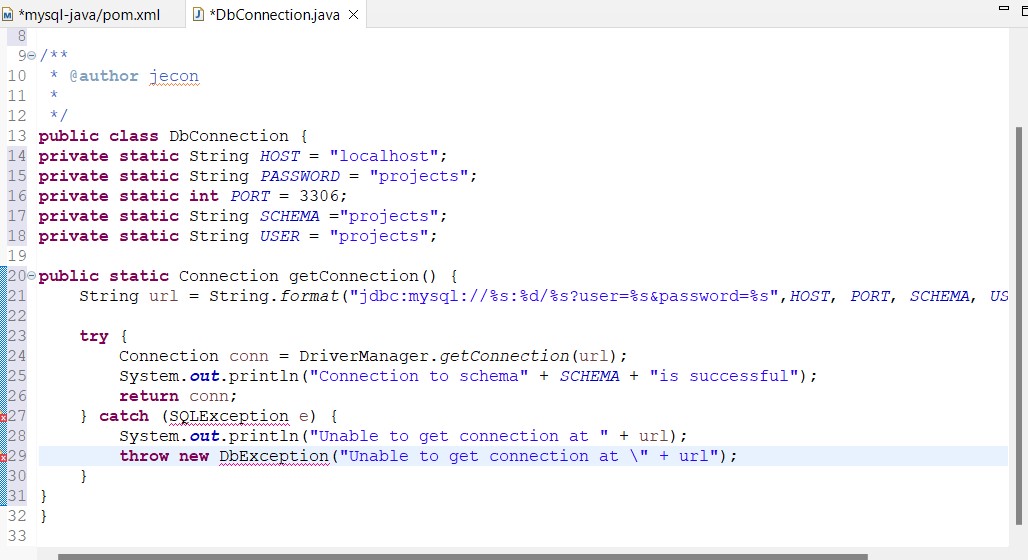 *mysql-java/pom.xml *DbConnection.java
8
9 /**
10 * @author jecon
11 *
12 */
13 public class DbConnection {
14 private static String HOST = "localhost";
15 private static String PASSWORD = "projects";
16 private static int PORT = 3306;
17 private static String SCHEMA ="projects";
18 private static String USER = "projects";
19
20 public static Connection getConnection() {
21 String url = String.format("jdbc:mysql://%s:%d/%s?user=%s&password=%s",HOST, PORT, SCHEMA, US
22
23 try {
24 Connection conn = DriverManager.getConnection(url);
25 System.out.println("Connection to schema" + SCHEMA + "is successful");
26 return conn;
27 } catch (SQLException e) {
28 System.out.println("Unable to get connection at " + url);
29 throw new DbException("Unable to get connection at \" + url");
30 }
31 }
32 }
33